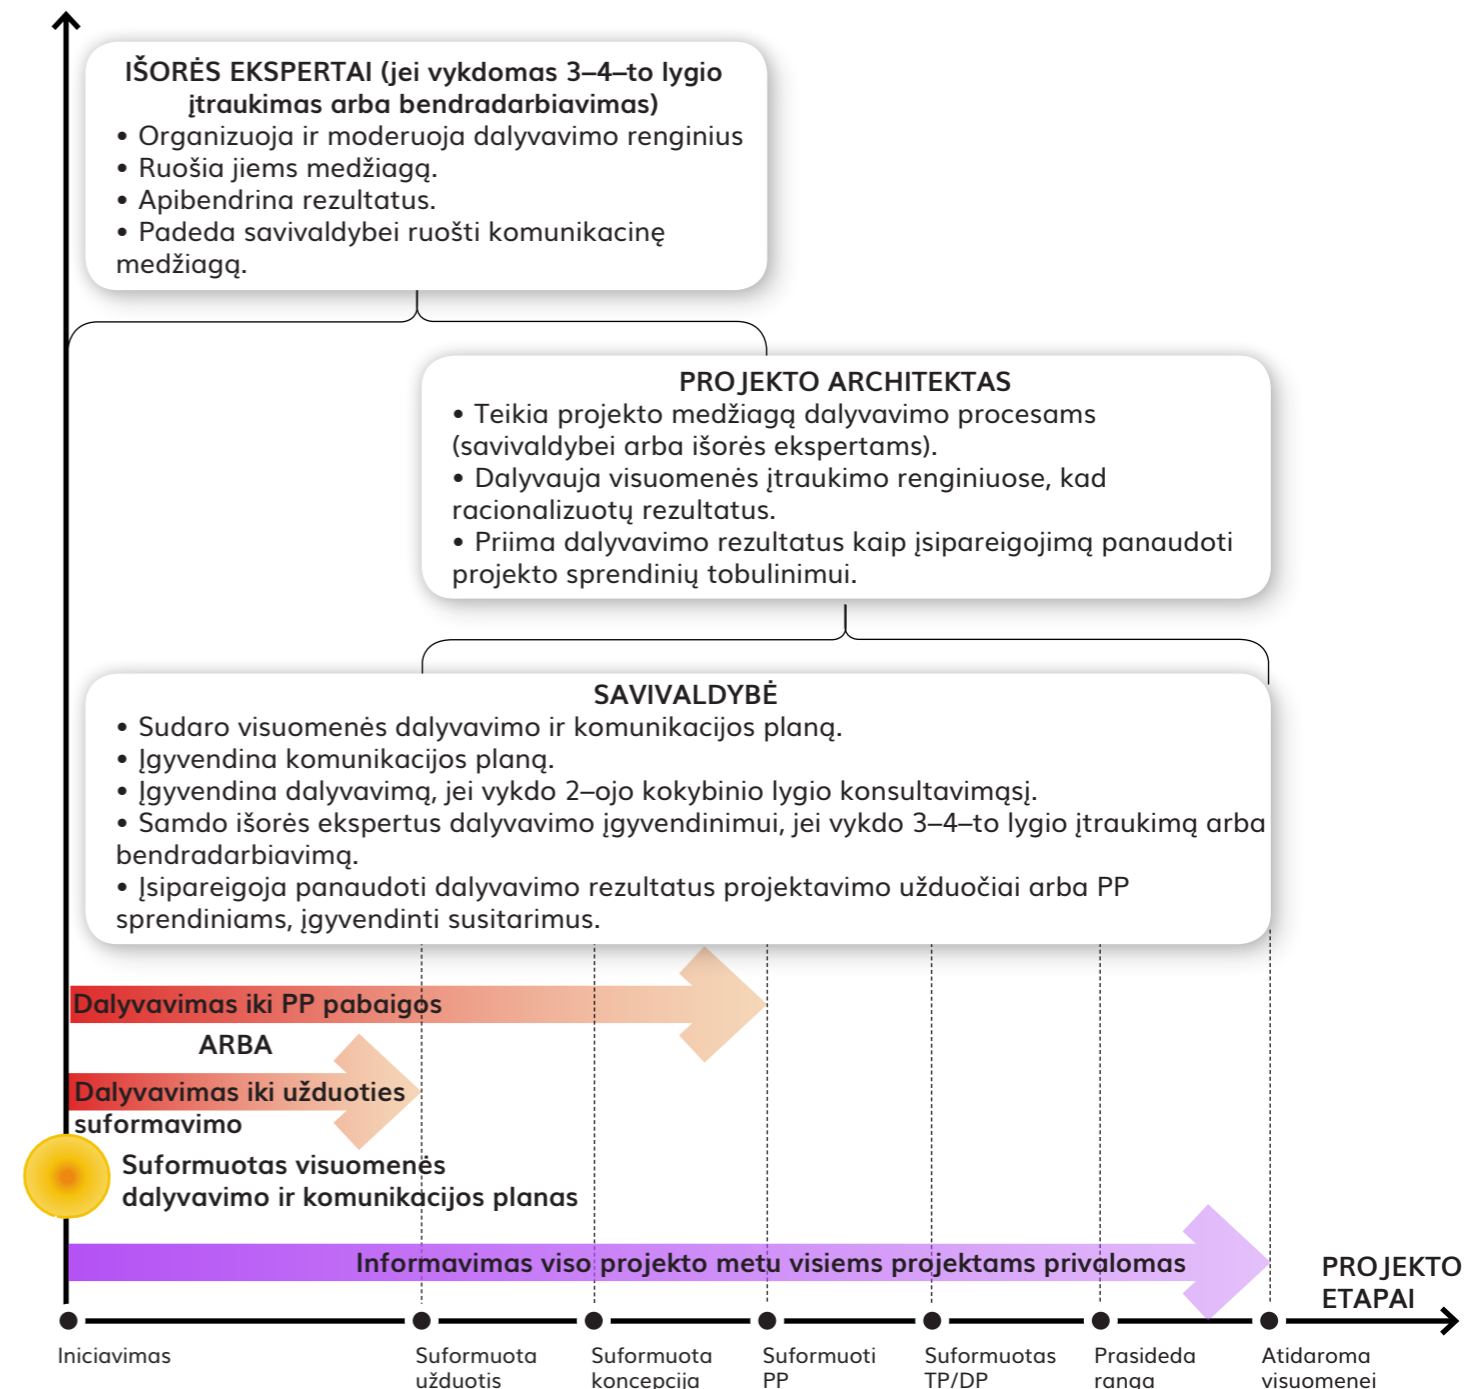 IŠORĖS EKSPERTAI (jei vykdomas 3–4–to lygio
įtraukimas arba bendradarbiavimas)
• Organizuoja ir moderuoja dalyvavimo renginius
• Ruošia jiems medžiagą.
• Apibendrina rezultatus.
• Padeda savivaldybei ruošti komunikacinę
medžiagą.
PROJEKTO ARCHITEKTAS
• Teikia projekto medžiagą dalyvavimo procesams
(savivaldybei arba išorės ekspertams).
• Dalyvauja visuomenės įtraukimo renginiuose, kad
racionalizuotų rezultatus.
• Priima dalyvavimo rezultatus kaip įsipareigojimą panaudoti
projekto sprendinių tobulinimui.
SAVIVALDYBĖ
• Sudaro visuomenės dalyvavimo ir komunikacijos planą.
• Įgyvendina komunikacijos planą.
• Įgyvendina dalyvavimą, jei vykdo 2–ojo kokybinio lygio konsultavimąsį.
• Samdo išorės ekspertus dalyvavimo įgyvendinimui, jei vykdo 3–4–to lygio įtraukimą arba
bendradarbiavimą.
• Įsipareigoja panaudoti dalyvavimo rezultatus projektavimo užduočiai arba PP
sprendiniams, įgyvendinti susitarimus.
Dalyvavimas iki PP pabaigos
ARBA
Dalyvavimas iki užduoties
suformavimo
Suformuotas visuomenės
dalyvavimo ir komunikacijos planas
Informavimas viso projekto metu visiems projektams privalomas
PROJEKTO
ETAPAI
Iniciavimas
Suformuota
užduotis
Suformuota
koncepcija
Suformuoti
PP
Suformuotas
TP/DP
Prasideda
ranga
Atidaroma
visuomenei